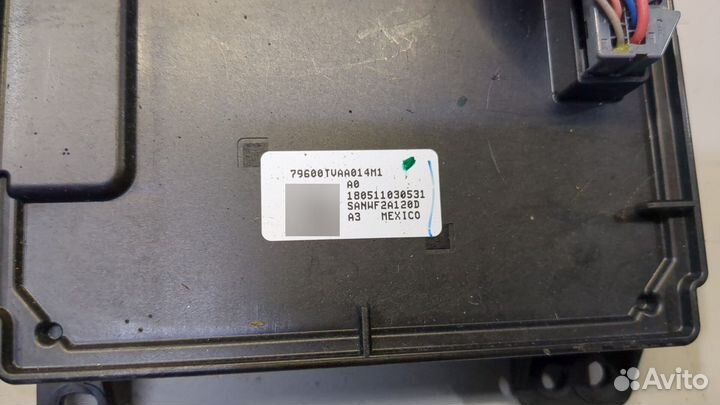 79600TVAA014M1
A0
180511030531
SANWF2A120D
A3 MEXICO
Avito